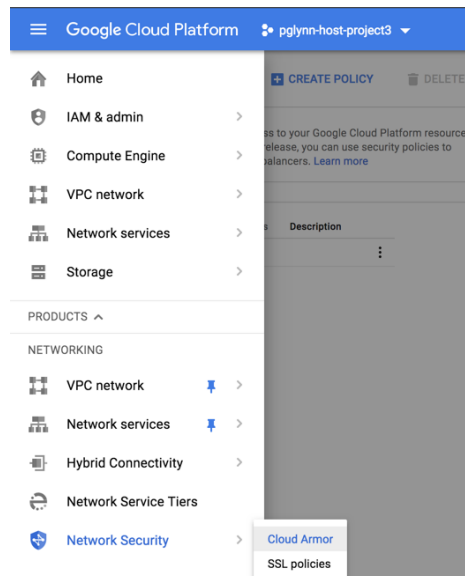 Google Cloud Platform
pglynn-host-project3
Home
CREATE POLICY
DELETE
IAM & admin
ss to your Google Cloud Platform resource
release, you can use security policies to
balancers. Learn more
Compute Engine
VPC network
Network services
s Description
Storage
PRODUCTS
NETWORKING
VPC network
Network services
Hybrid Connectivity
Network Service Tiers
Network Security
Cloud Armor
SSL policies